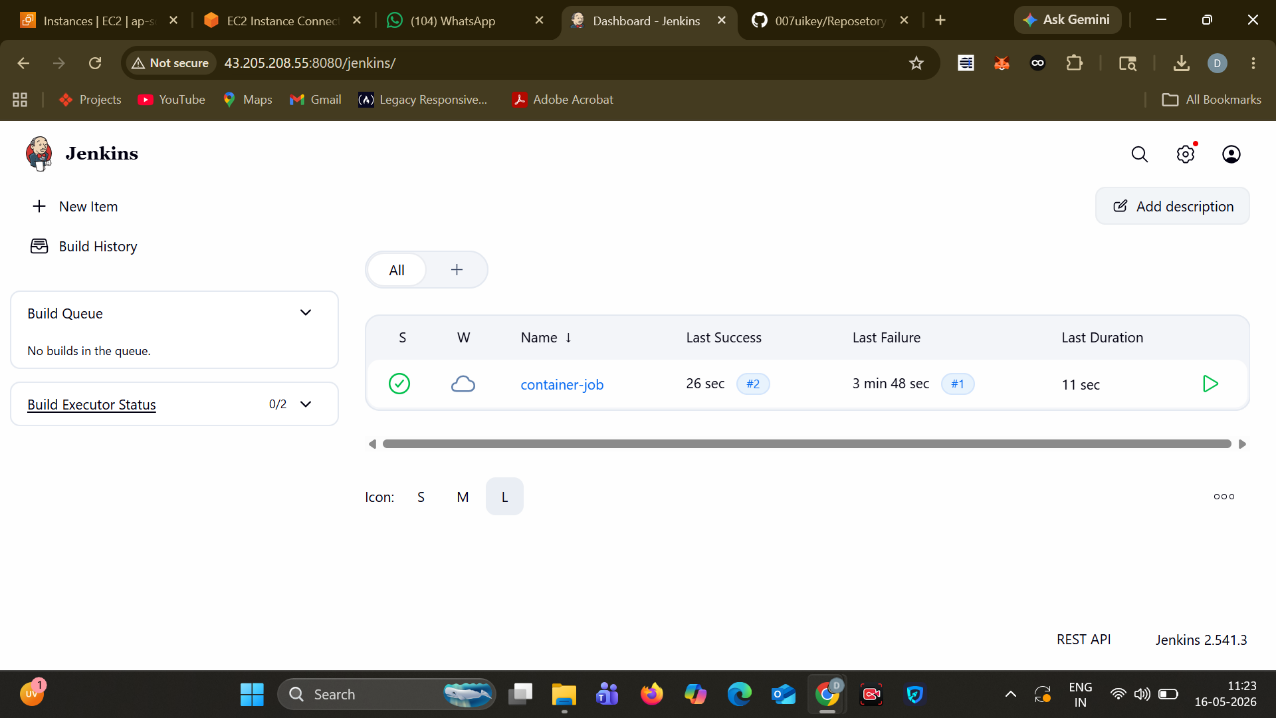 Instances | EC2 | ap-s
EC2 Instance Connect
(104) WhatsApp
Dashboard - Jenkins
007uikey/Reposetory
Ask Gemini
Not secure
43.205.208.55:8080/jenkins/
D
Projects
YouTube
Maps
Gmail
Legacy Responsive...
Adobe Acrobat
All Bookmarks
Jenkins
New Item
Add description
Build History
All
Build Queue
No builds in the queue.
S W Name ↓ Last Success Last Failure Last Duration
container-job 26 sec #2 3 min 48 sec #1 11 sec
Build Executor Status 0/2
Icon: S M L
REST API Jenkins 2.541.3
UV 1
Search
D
ENG
IN
11:23
16-05-2026